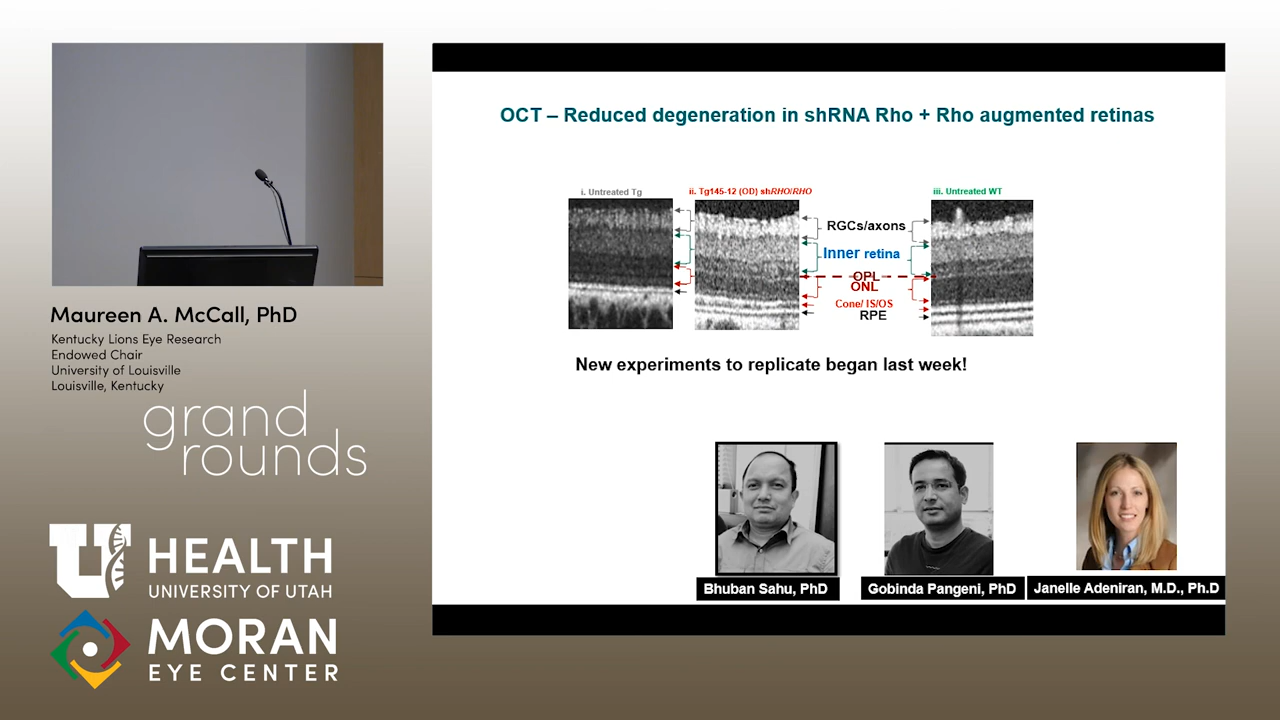 Maureen A. McCall, PhD
Kentucky Lions Eye Research
Endowed Chair
University of Louisville
Louisville, Kentucky
grand
rounds
U HEALTH
UNIVERSITY OF UTAH
MORAN
EYE CENTER
OCT – Reduced degeneration in shRNA Rho + Rho augmented retinas
i. Untreated Tg
ii. Tg145-12 (OD) shRHO/RHO
iii. Untreated WT
RGCs/axons
Inner retina
OPL
ONL
Cone/ IS/OS
RPE
New experiments to replicate began last week!
Bhuban Sahu, PhD
Gobinda Pangeni, PhD
Janelle Adeniran, M.D., Ph.D